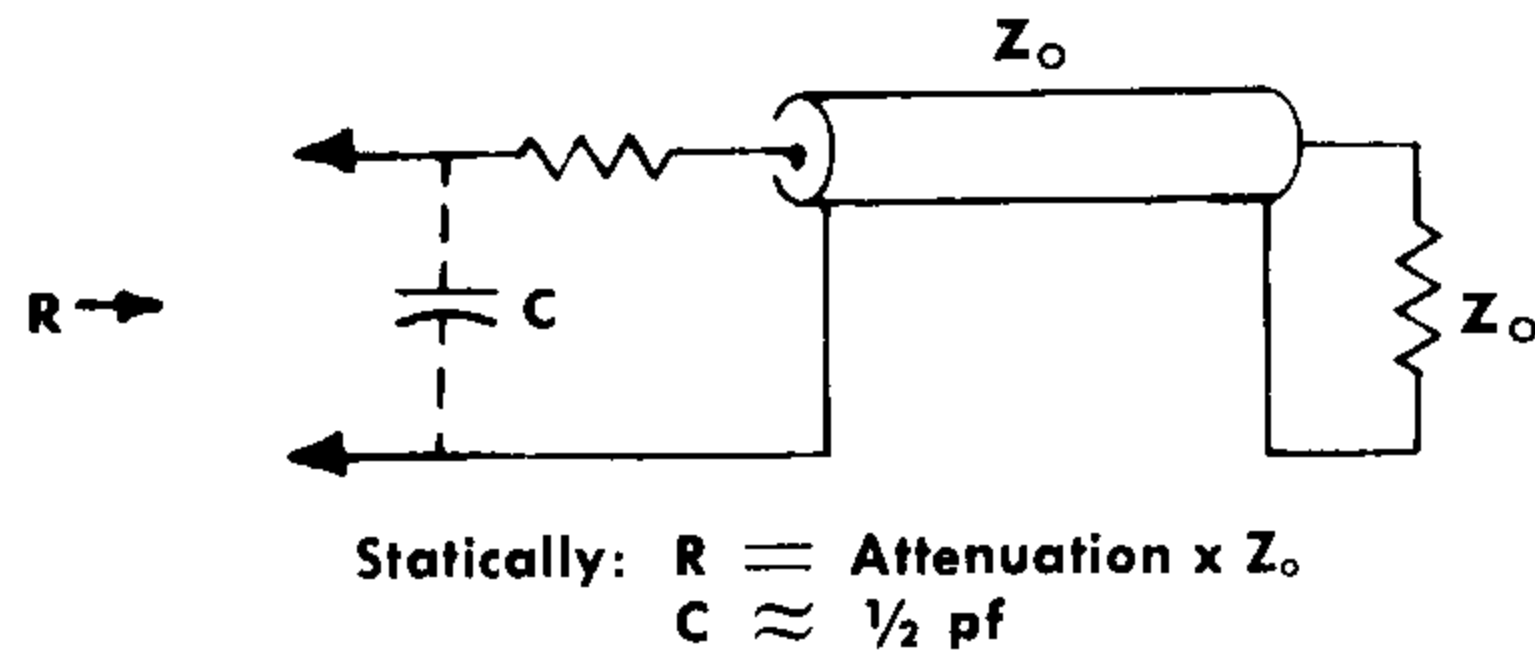 Z₀
R
C
Z₀
Statically: R = Attenuation x Z₀
C ≈ ½ pf